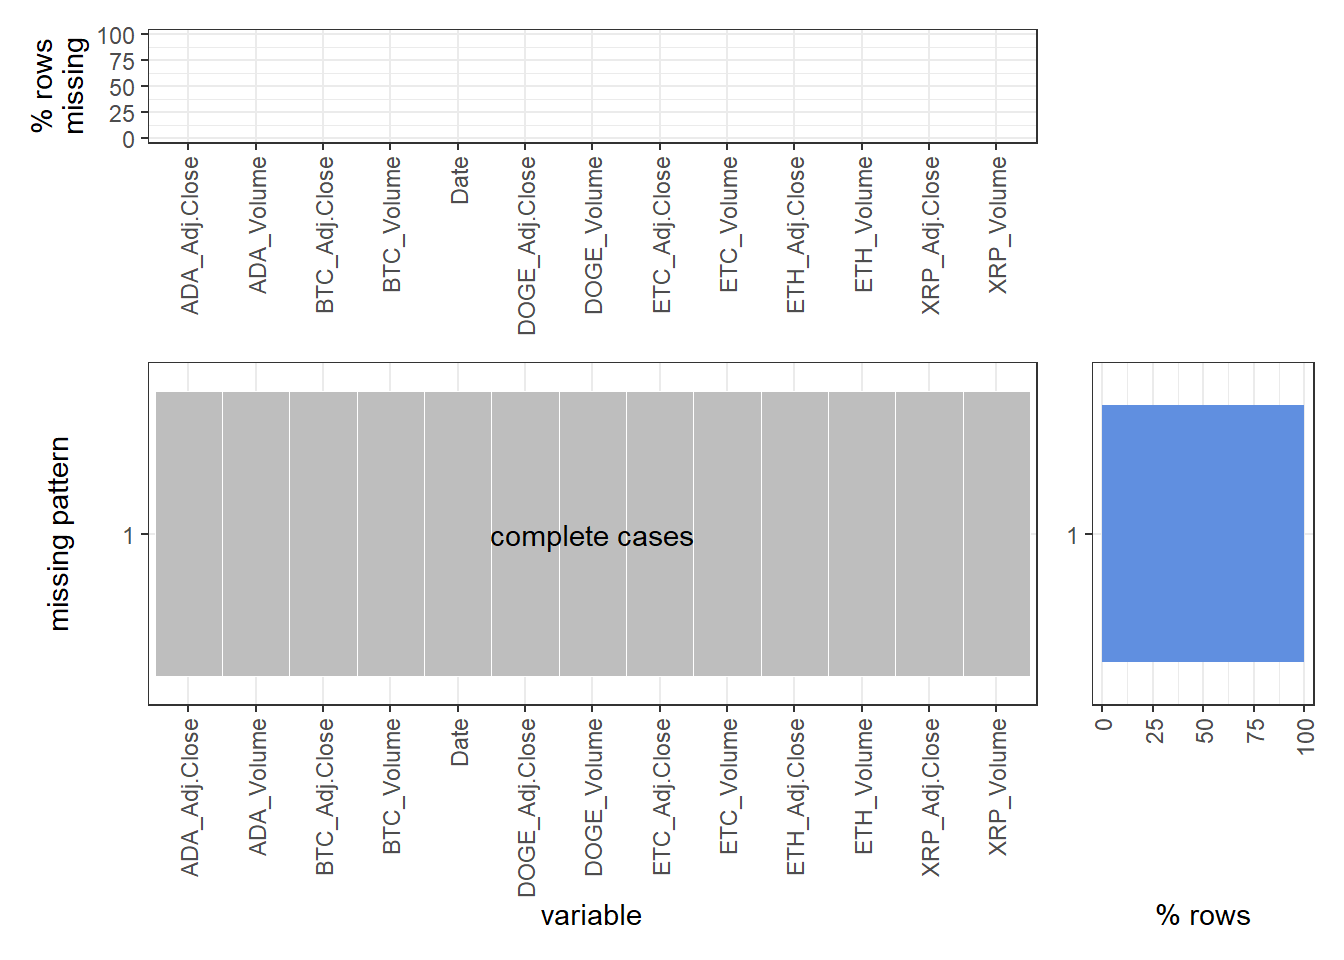 % rows
missing
100
75
50
25
0
ADA_Adj.Close
ADA_Volume
BTC_Adj.Close
BTC_Volume
Date
DOGE_Adj.Close
DOGE_Volume
ETC_Adj.Close
ETC_Volume
ETH_Adj.Close
ETH_Volume
XRP_Adj.Close
XRP_Volume
missing pattern
1
complete cases
ADA_Adj.Close
ADA_Volume
BTC_Adj.Close
BTC_Volume
Date
DOGE_Adj.Close
DOGE_Volume
ETC_Adj.Close
ETC_Volume
ETH_Adj.Close
ETH_Volume
XRP_Adj.Close
XRP_Volume
variable
1
0
25
50
75
100
% rows